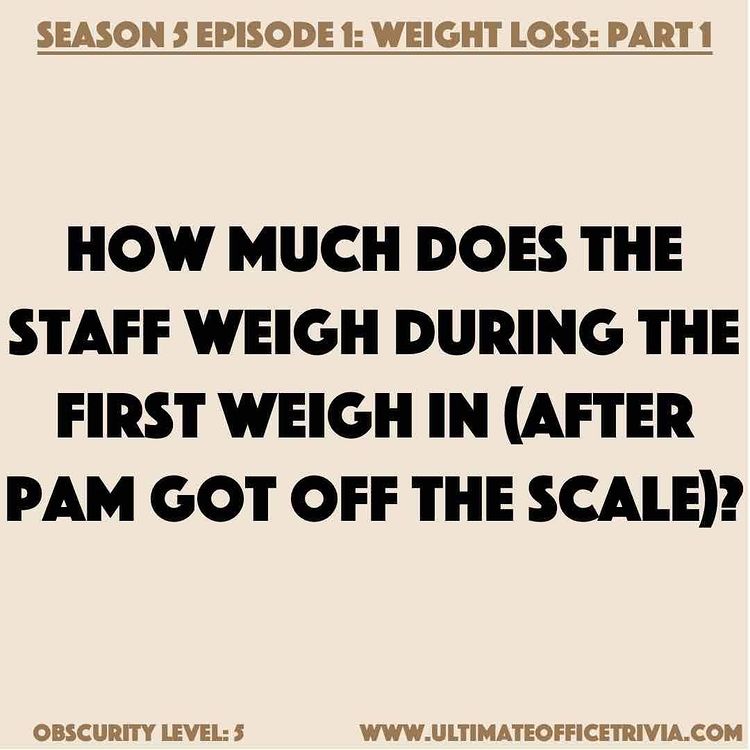 SEASON 5 EPISODE 1: WEIGHT LOSS: PART 1
HOW MUCH DOES THE
STAFF WEIGH DURING THE
FIRST WEIGH IN (AFTER
PAM GOT OFF THE SCALE)?
OBSCURITY LEVEL: 5
WWW.ULTIMATEOFFICETRIVIA.COM